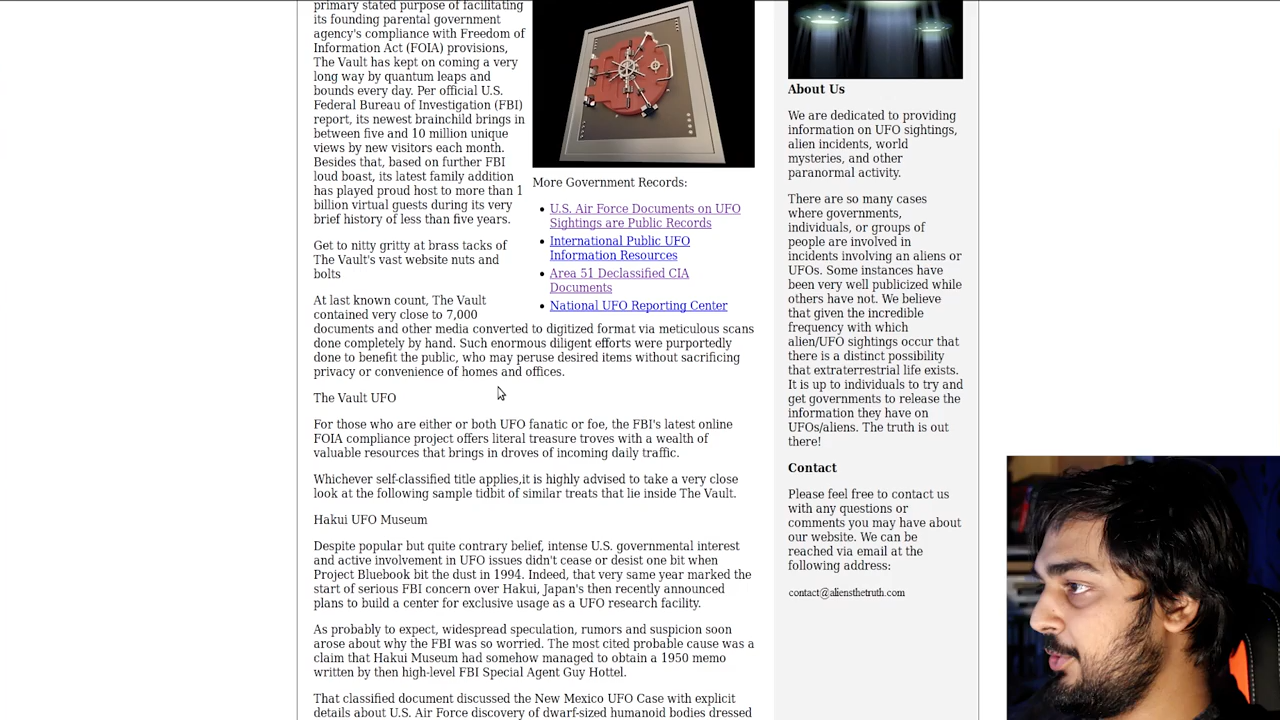 primary stated purpose of facilitating
its founding parental government
agency's compliance with Freedom of
Information Act (FOIA) provisions,
The Vault has kept on coming a very
long way by quantum leaps and
bounds every day. Per official U.S.
Federal Bureau of Investigation (FBI)
report, its newest brainchild brings in
between five and 10 million unique
views by new visitors each month.
Besides that, based on further FBI
loud boast, its latest family addition
has played proud host to more than 1
billion virtual guests during its very
brief history of less than five years.
Get to nitty gritty at brass tacks of
The Vault's vast website nuts and
bolts
At last known count, The Vault
contained very close to 7,000
documents and other media converted to digitized format via meticulous scans
done completely by hand. Such enormous diligent efforts were purportedly
done to benefit the public, who may peruse desired items without sacrificing
privacy or convenience of homes and offices.
The Vault UFO
For those who are either or both UFO fanatic or foe, the FBI's latest online
FOIA compliance project offers literal treasure troves with a wealth of
valuable resources that brings in droves of incoming daily traffic.
Whichever self-classified title applies,it is highly advised to take a very close
look at the following sample tidbit of similar treats that lie inside The Vault.
Hakui UFO Museum
Despite popular but quite contrary belief, intense U.S. governmental interest
and active involvement in UFO issues didn't cease or desist one bit when
Project Bluebook bit the dust in 1994. Indeed, that very same year marked the
start of serious FBI concern over Hakui, Japan's then recently announced
plans to build a center for exclusive usage as a UFO research facility.
As probably to expect, widespread speculation, rumors and suspicion soon
arose about why the FBI was so worried. The most cited probable cause was a
claim that Hakui Museum had somehow managed to obtain a 1950 memo
written by then high-level FBI Special Agent Guy Hottel.
That classified document discussed the New Mexico UFO Case with explicit
details about U.S. Air Force discovery of dwarf-sized humanoid bodies dressed
More Government Records:
U.S. Air Force Documents on UFO
Sightings are Public Records
International Public UFO
Information Resources
Area 51 Declassified CIA
Documents
National UFO Reporting Center
About Us
We are dedicated to providing
information on UFO sightings,
alien incidents, world
mysteries, and other
paranormal activity.
There are so many cases
where governments,
individuals, or groups of
people are involved in
incidents involving an aliens or
UFOs. Some instances have
been very well publicized while
others have not. We believe
that given the incredible
frequency with which
alien/UFO sightings occur that
there is a distinct possibility
that extraterrestrial life exists.
It is up to individuals to try and
get governments to release the
information they have on
UFOs/aliens. The truth is out
there!
Contact
Please feel free to contact us
with any questions or
comments you may have about
our website. We can be
reached via email at the
following address:
contact@aliensthetruth.com